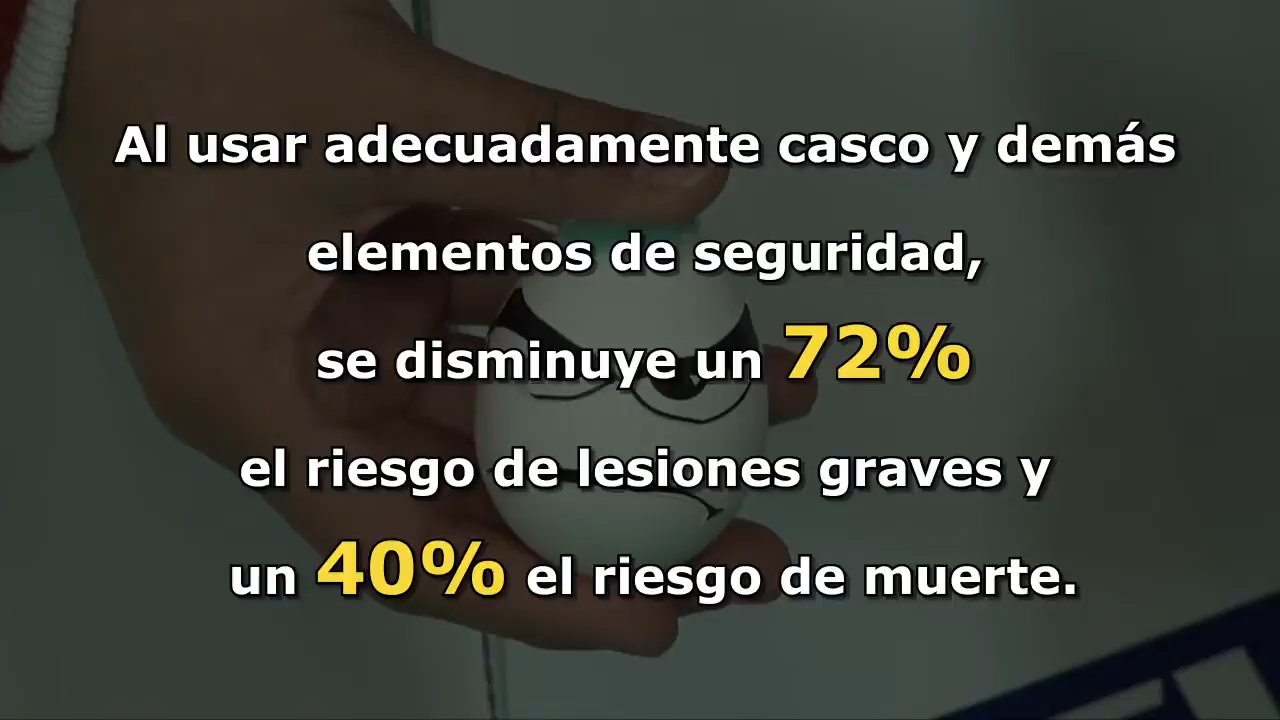 Al usar adecuadamente casco y demás
elementos de seguridad,
se disminuye un 72%
el riesgo de lesiones graves y
un 40% el riesgo de muerte.